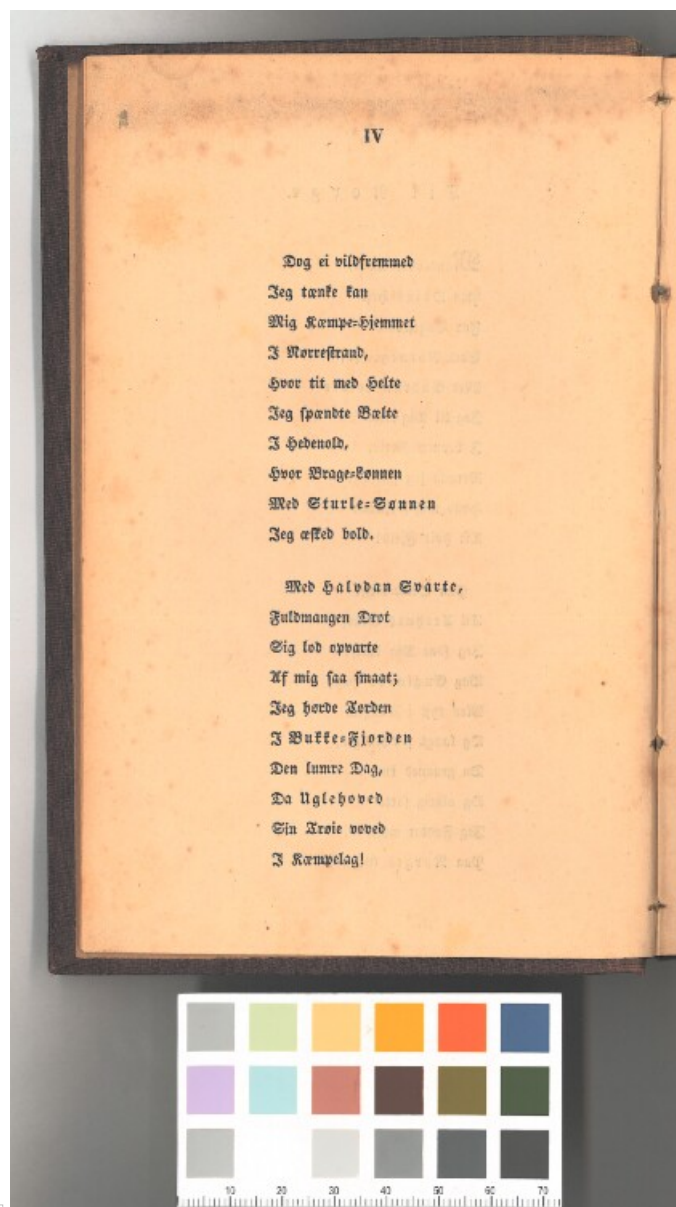 IV
Dog ei vildfremmed
Jeg tænke kan
Mig Kæmpe-Hjemmet
I Nørrestrand,
Hvor tit med Helte
Jeg spændte Bælte
I Hedenold,
Hvor Brage-Lønnen
Med Sturle-Sønnen
Jeg æsked bold.
Med Halvdan Svarte,
Fuldmangen Drot
Sig lod opvarte
Af mig saa smaat;
Jeg hørde Torden
I Bukke-Fjorden
Den lumre Dag,
Da Uglehoved
Sin Trøie voved
I Kæmpelag!
10 20 30 40 50 60 70